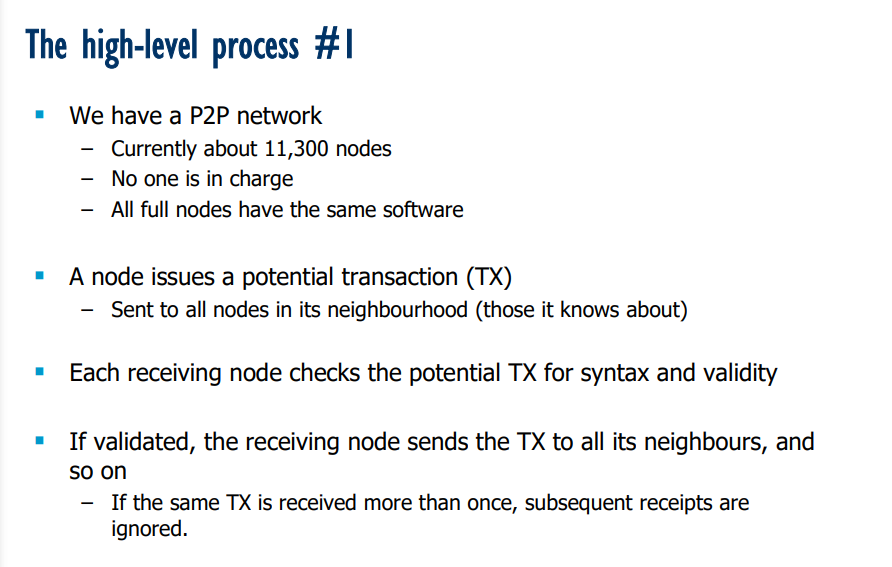 The high-level process #1
▪ We have a P2P network
– Currently about 11,300 nodes
– No one is in charge
– All full nodes have the same software
▪ A node issues a potential transaction (TX)
– Sent to all nodes in its neighbourhood (those it knows about)
▪ Each receiving node checks the potential TX for syntax and validity
▪ If validated, the receiving node sends the TX to all its neighbours, and
so on
– If the same TX is received more than once, subsequent receipts are
ignored.